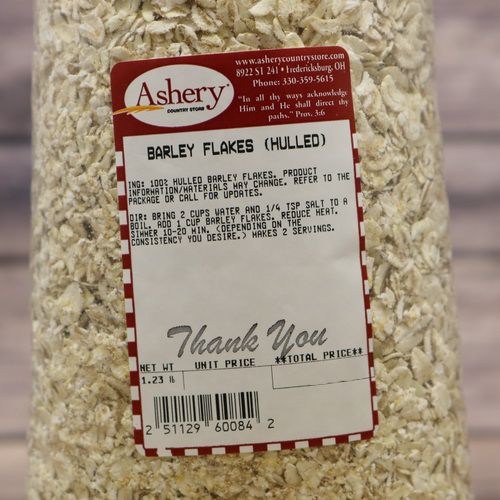 Ashery
COUNTRY STORE
www.asherycountrystore.com
8922 S1 241 • Fredericksburg, OH
Phone: 330-359-5615
"In all thy ways acknowledge
Him and He shall direct thy
paths." Prov. 3:6
BARLEY FLAKES (HULLED)
ING: 100% HULLED BARLEY FLAKES. PRODUCT
INFORMATION/MATERIALS MAY CHANGE. REFER TO THE
PACKAGE OR CALL FOR UPDATES.
DIR: BRING 2 CUPS WATER AND 1/4 TSP SALT TO A
BOIL. ADD 1 CUP BARLEY FLAKES. REDUCE HEAT.
SIMMER 10-20 MIN. (DEPENDING ON THE
CONSISTENCY YOU DESIRE.) MAKES 2 SERVINGS.
Thank You
NET WT UNIT PRICE **TOTAL PRICE**
1.23 lb
2 51129 60084 2